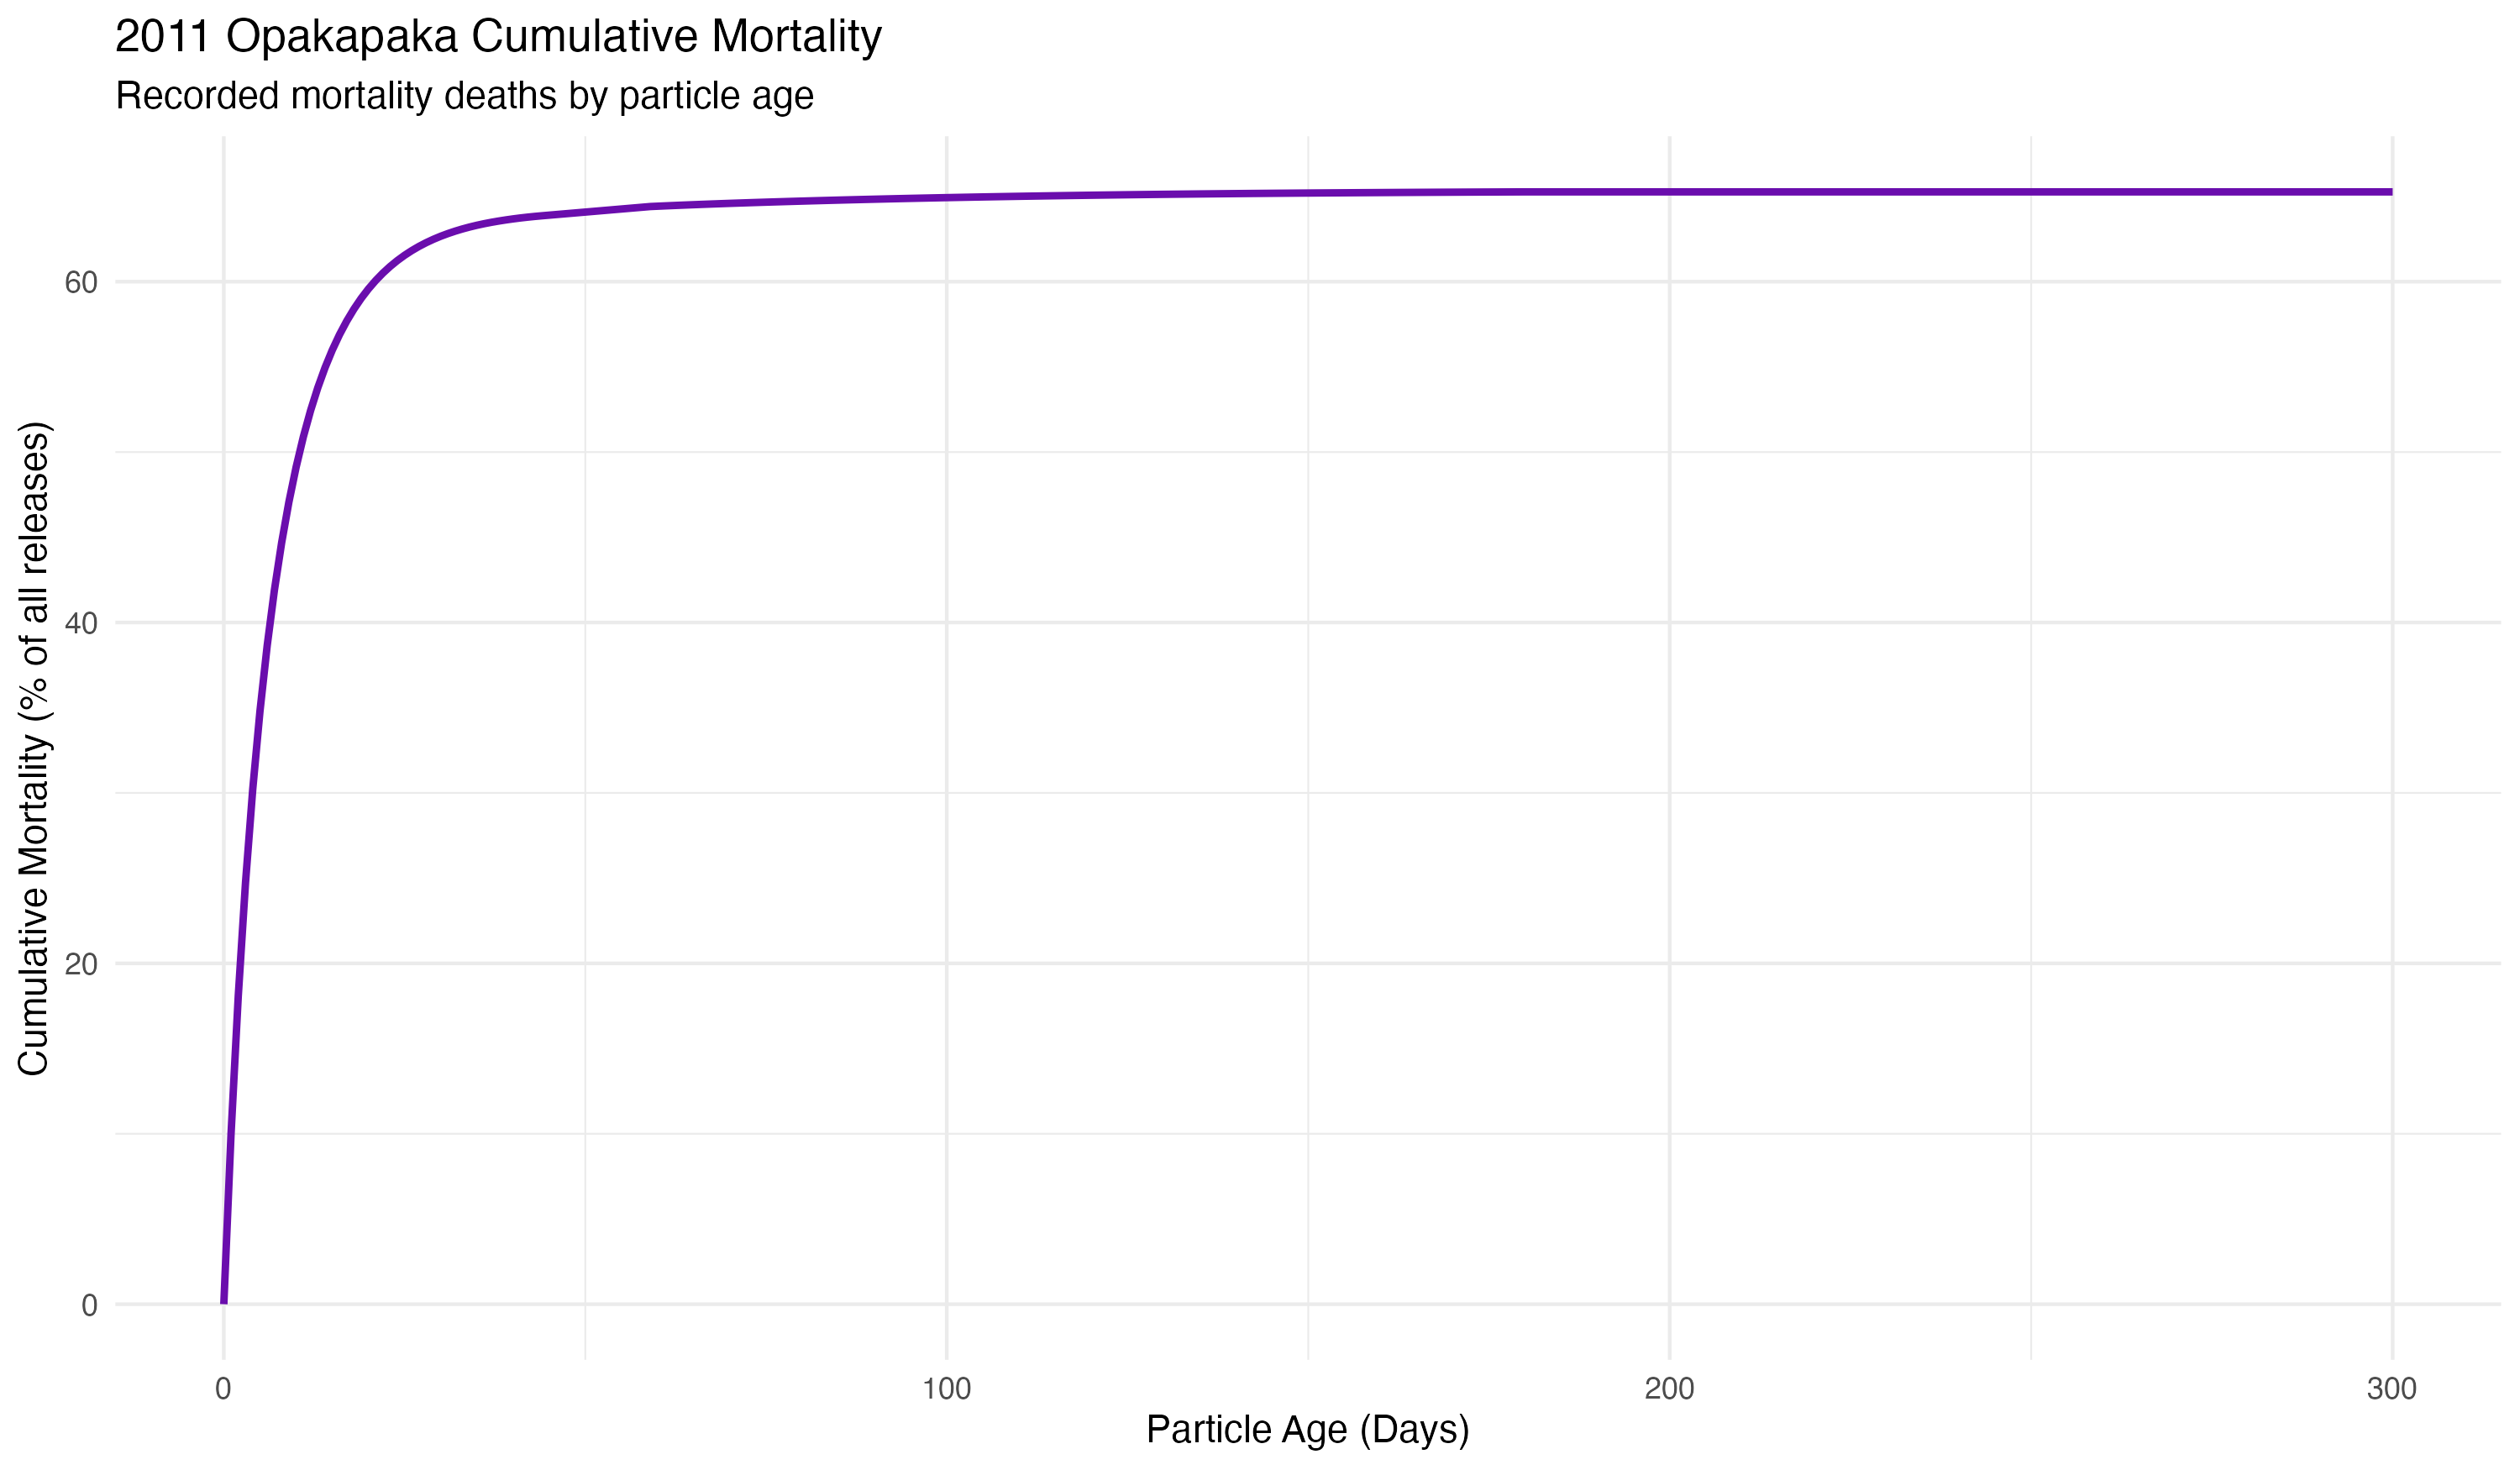 2011 Opakapaka Cumulative Mortality
Recorded mortality deaths by particle age
Cumulative Mortality (% of all releases)
60
40
20
0
0
100
200
300
Particle Age (Days)